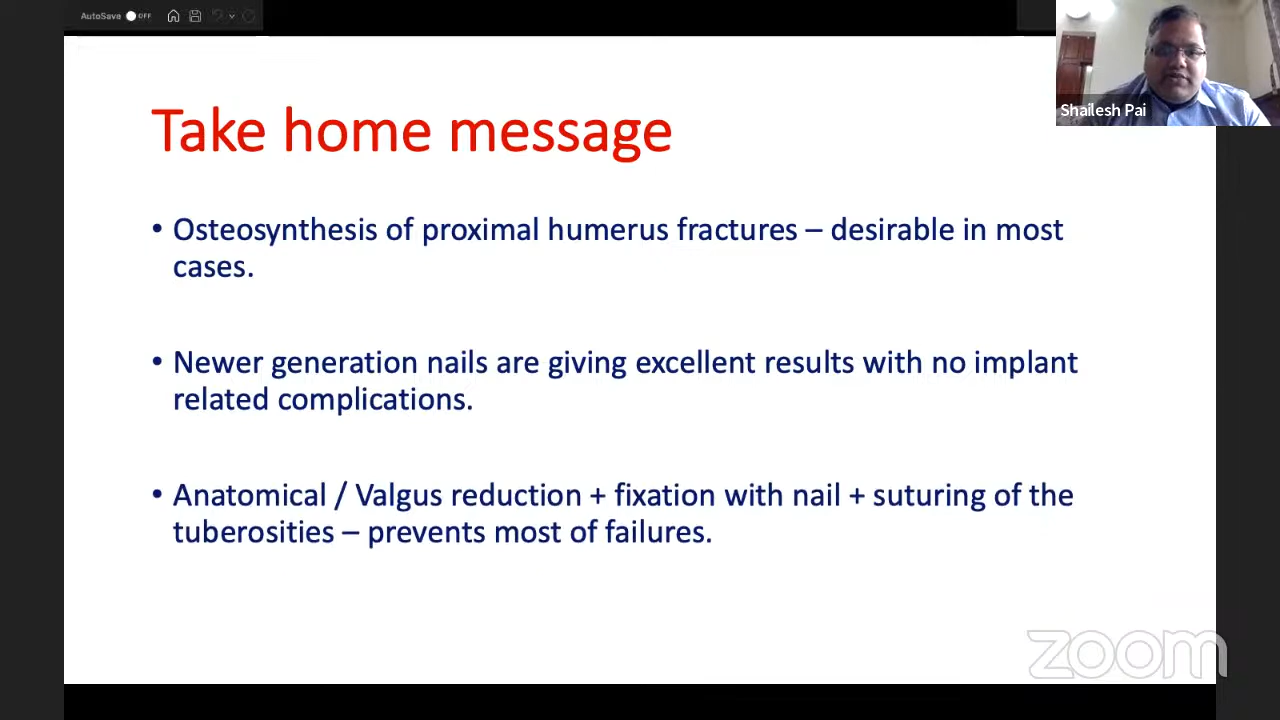 AutoSave OFF
Shailesh Pai
Take home message
• Osteosynthesis of proximal humerus fractures – desirable in most
cases.
• Newer generation nails are giving excellent results with no implant
related complications.
• Anatomical / Valgus reduction + fixation with nail + suturing of the
tuberosities – prevents most of failures.
zoom